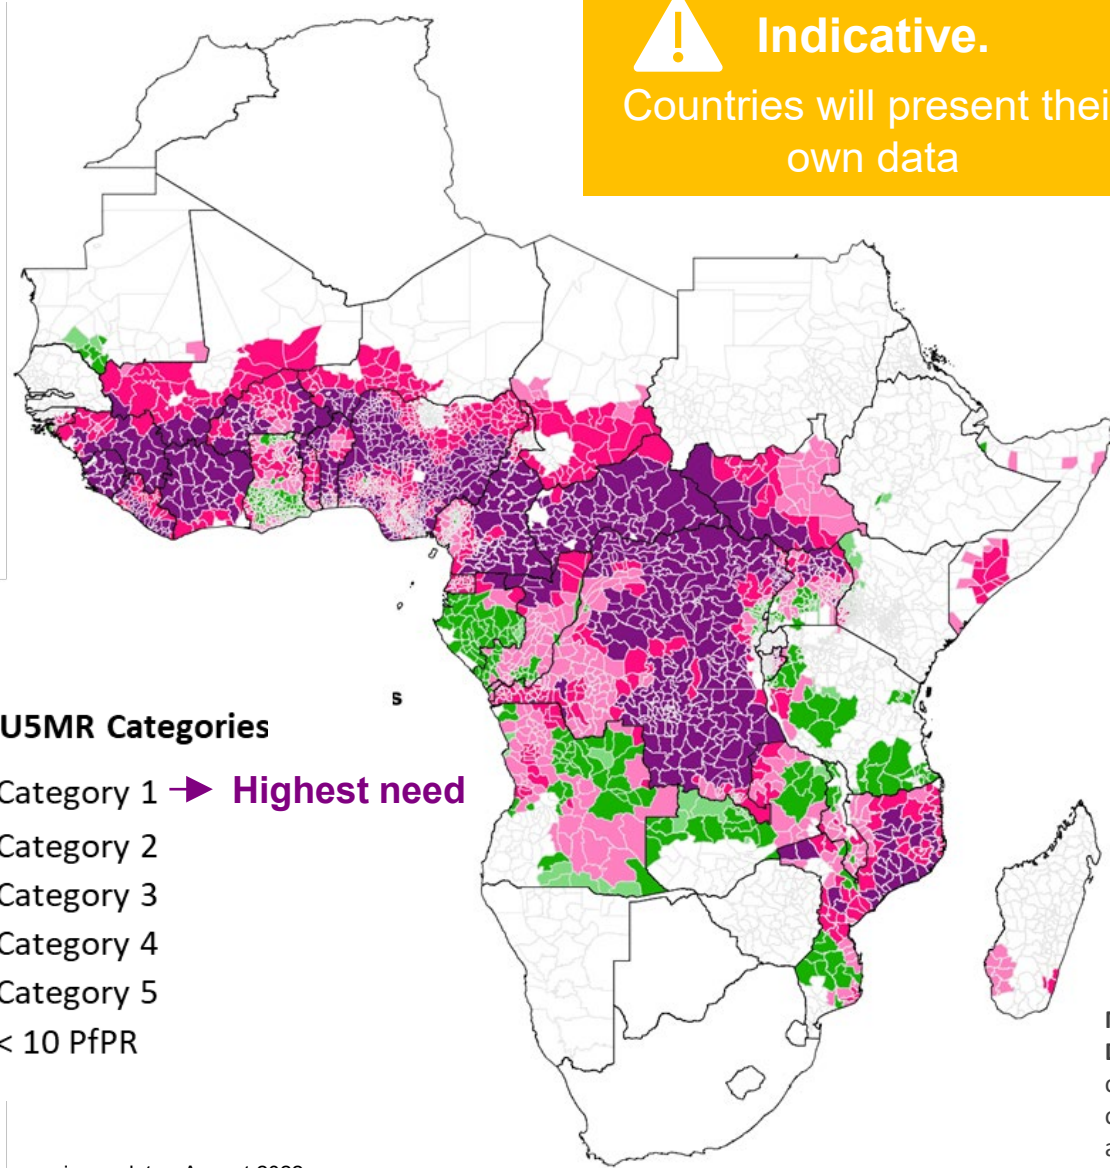 Indicative.
Countries will present thei
own data
s
U5MR Categories
Category 1 Highest need
Category 2
Category 3
Category 4
Category 5
< 10 PfPR